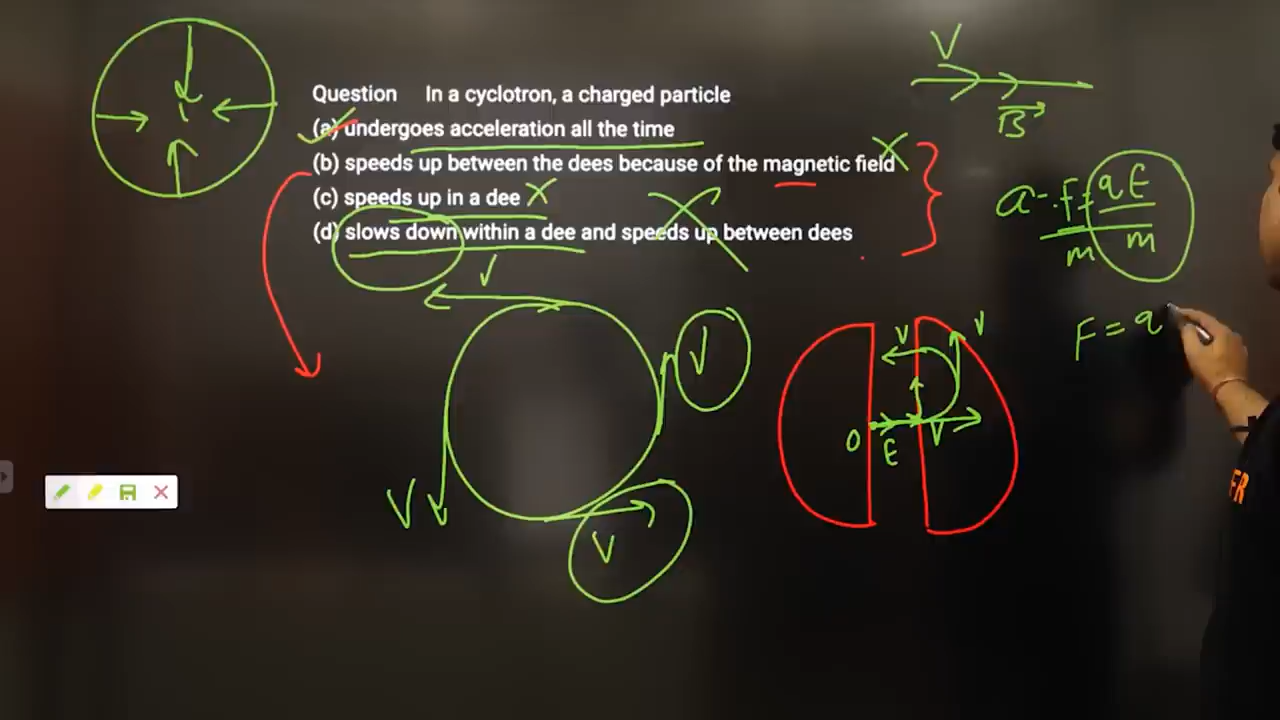 V
B
Question In a cyclotron, a charged particle
(a) undergoes acceleration all the time
(b) speeds up between the dees because of the magnetic field
(c) speeds up in a dee
(d) slows down within a dee and speeds up between dees
a = F/m = qE/m
F = q
V
V
V
V
V
V
V
O
E
FR